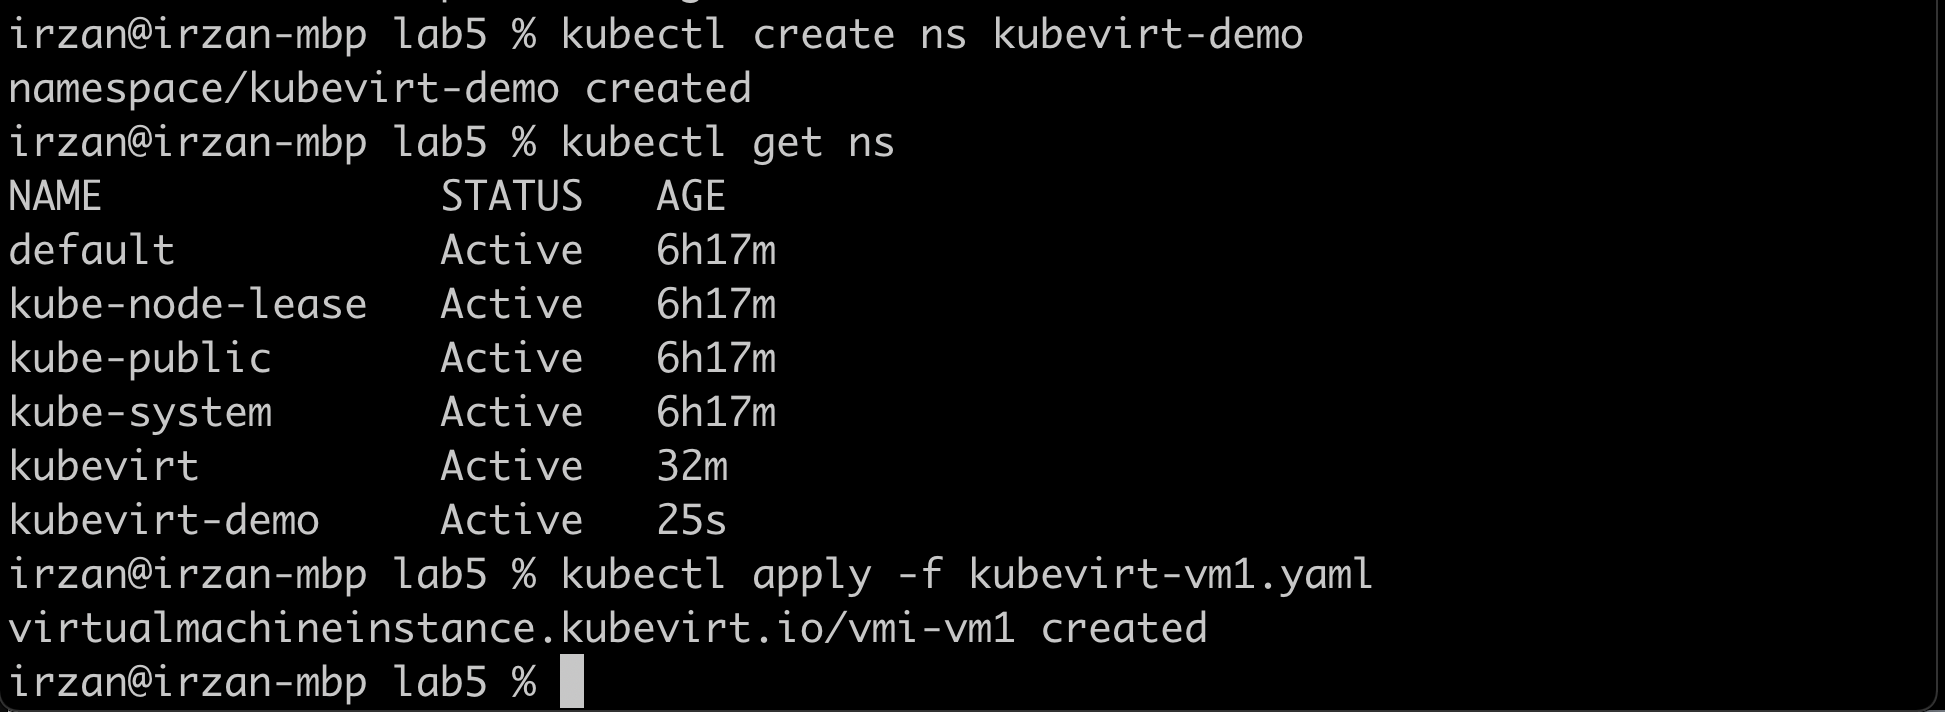 irzan@irzan-mbp lab5 % kubectl create ns kubevirt-demo
namespace/kubevirt-demo created
irzan@irzan-mbp lab5 % kubectl get ns
NAME              STATUS   AGE
default           Active   6h17m
kube-node-lease   Active   6h17m
kube-public       Active   6h17m
kube-system       Active   6h17m
kubevirt          Active   32m
kubevirt-demo     Active   25s
irzan@irzan-mbp lab5 % kubectl apply -f kubevirt-vm1.yaml
virtualmachineinstance.kubevirt.io/vmi-vm1 created
irzan@irzan-mbp lab5 %